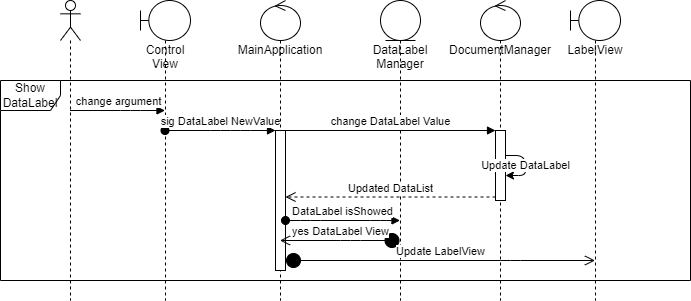 Control
View
MainApplication
DataLabel
Manager
DocumentManager
LabelView
Show
DataLabel
change argument
sig DataLabel NewValue
change DataLabel Value
Update DataLabel
Updated DataList
DataLabel isShowed
yes DataLabel View
Update LabelView